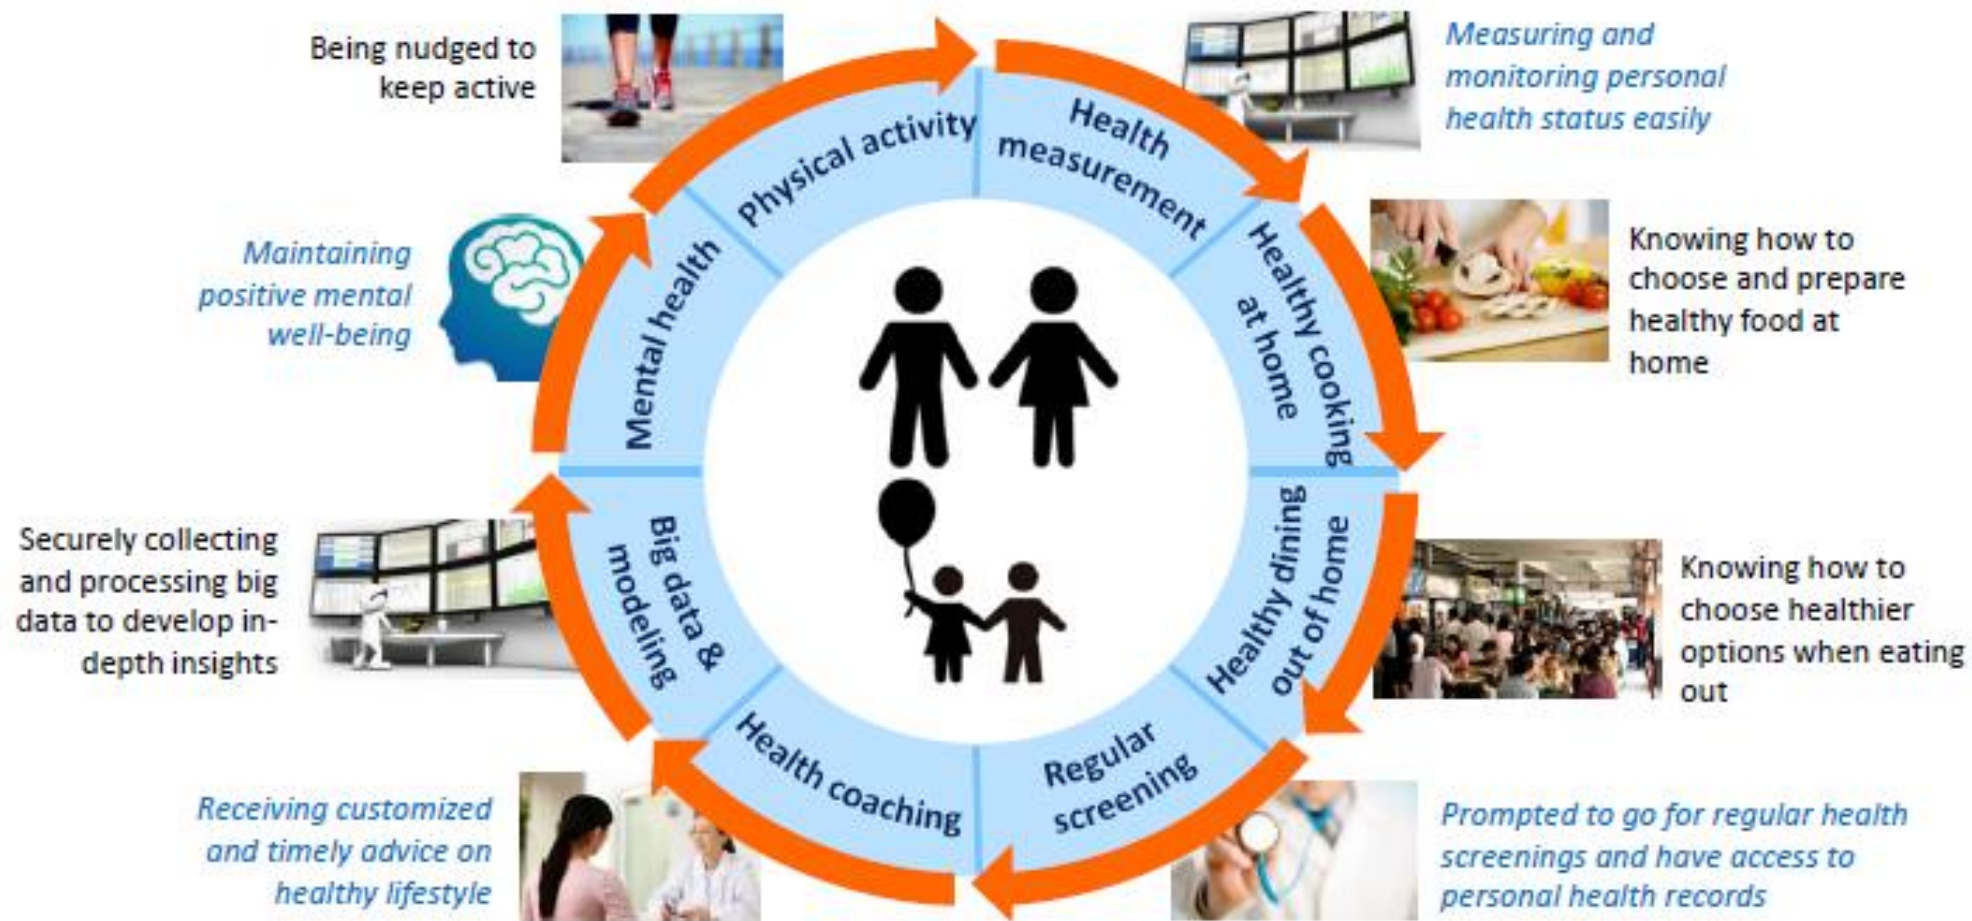 Being nudged to
keep active
Measuring and
monitoring personal
health status easily
Physical activity
Health
measurement
Maintaining
positive mental
well-being
Mental health
Healthy cooking
at home
Knowing how to
choose and prepare
healthy food at
home
Securely collecting
and processing big
data to develop in-
depth insights
Big data &
modeling
Healthy dining
out of home
Knowing how to
choose healthier
options when eating
out
Receiving customized
and timely advice on
healthy lifestyle
Health coaching
Regular
screening
Prompted to go for regular health
screenings and have access to
personal health records